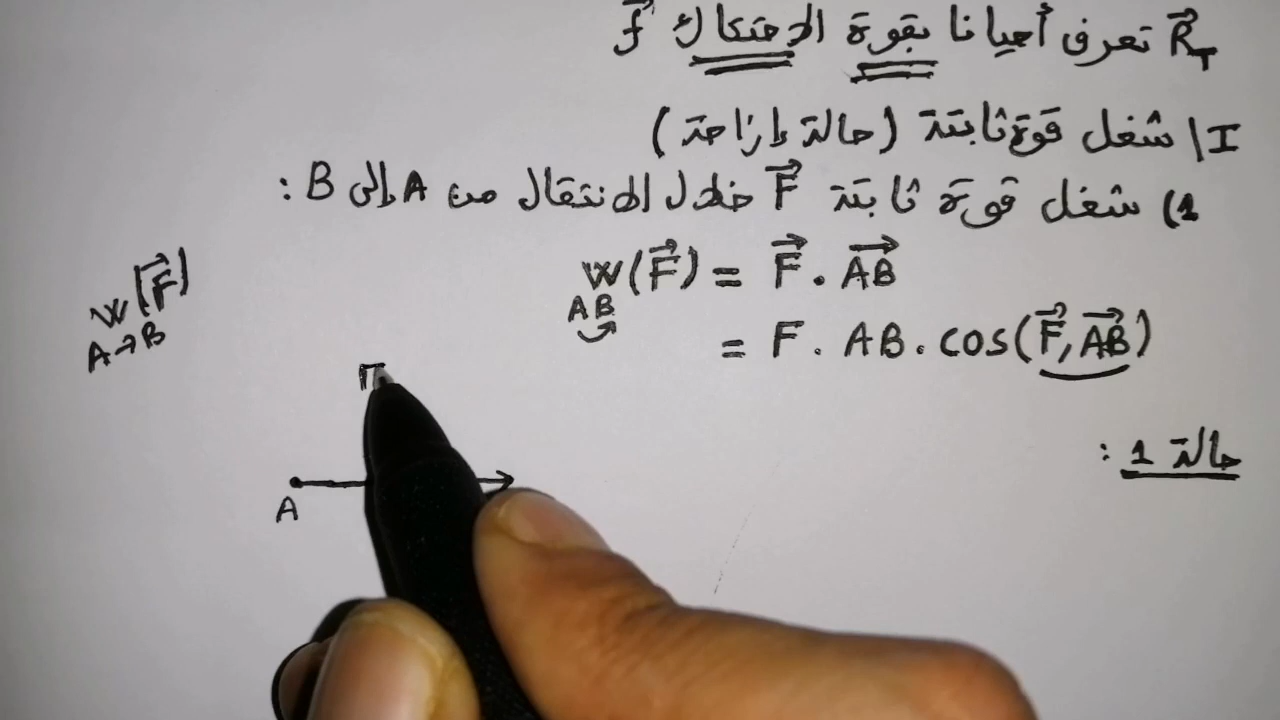 R⃗_T تعرف أحيانا بقوة الاحتكاك f⃗
I\ شغل قوة ثابتة (حالة إزاحة)
1) شغل قوة ثابتة F⃗ خلال الانتقال من A إلى B :
W(F⃗) = F⃗ . AB⃗
AB
= F . AB . cos(F⃗, AB⃗)
W(F⃗)
A→B
حالة 1 :
A